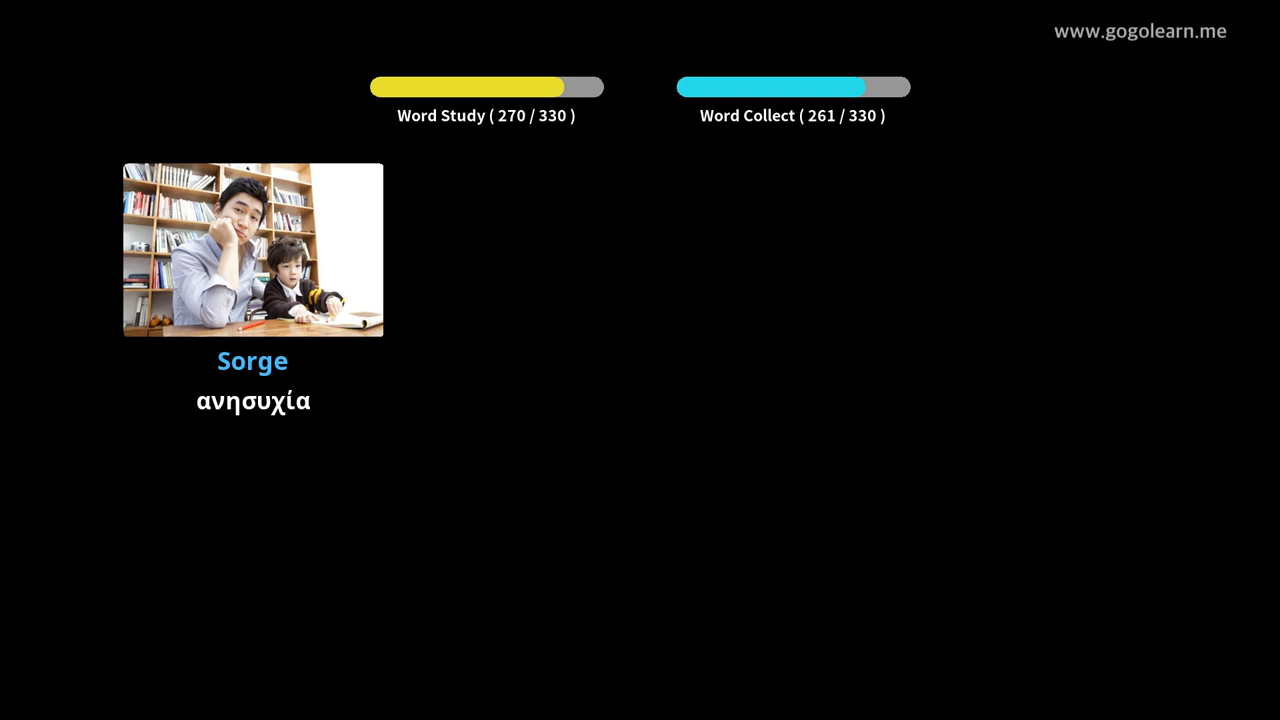 www.gogolearn.me
Word Study ( 270 / 330 )
Word Collect ( 261 / 330 )
Sorge
ανησυχία